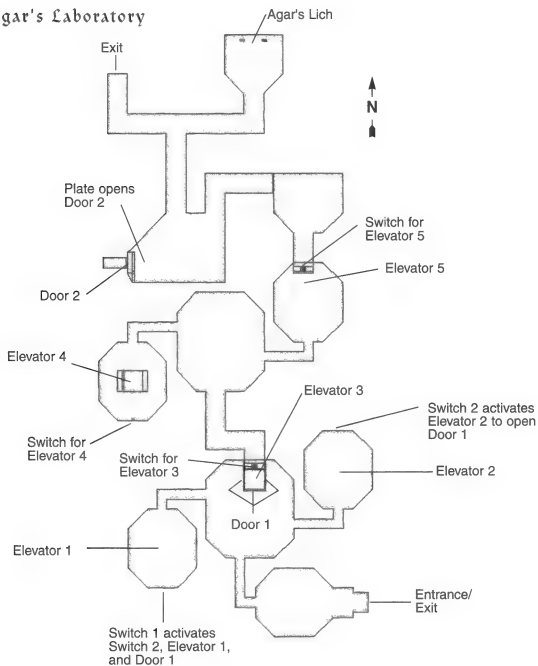 gar's Laboratory
Agar's Lich
Exit
N
Plate opens
Door 2
Switch for
Elevator 5
Elevator 5
Door 2
Elevator 4
Elevator 3
Switch 2 activates
Elevator 2 to open
Door 1
Switch for
Elevator 4
Switch for
Elevator 3
Elevator 2
Door 1
Elevator 1
Entrance/
Exit
Switch 1 activates
Switch 2, Elevator 1,
and Door 1